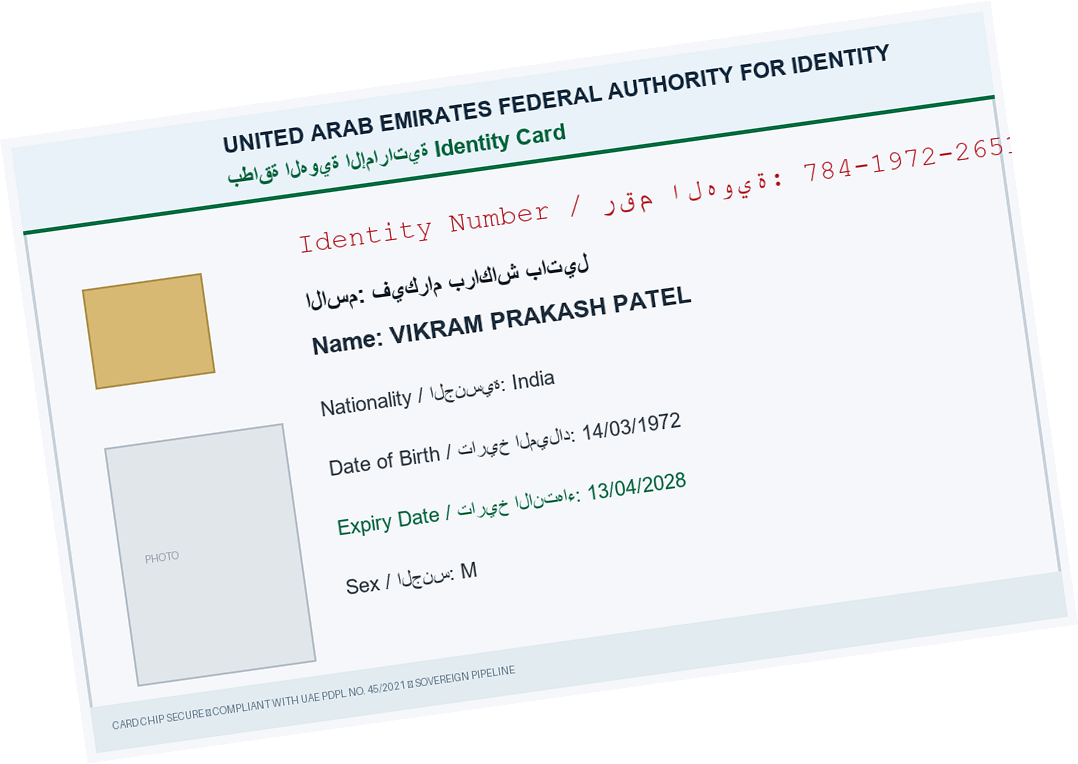 UNITED ARAB EMIRATES FEDERAL AUTHORITY FOR IDENTITY
بطاقة الهوية الإماراتية Identity Card
Identity Number / رقم الهوية: 784-1972-2651
الاسم: فيكرام براكاش باتيل
Name: VIKRAM PRAKASH PATEL
Nationality / الجنسية: India
Date of Birth / تاريخ الميلاد: 14/03/1972
Expiry Date / تاريخ الانتهاء: 13/04/2028
Sex / الجنس: M
PHOTO
CARD CHIP SECURE COMPLIANT WITH UAE PDPL NO. 45/2021 SOVEREIGN PIPELINE